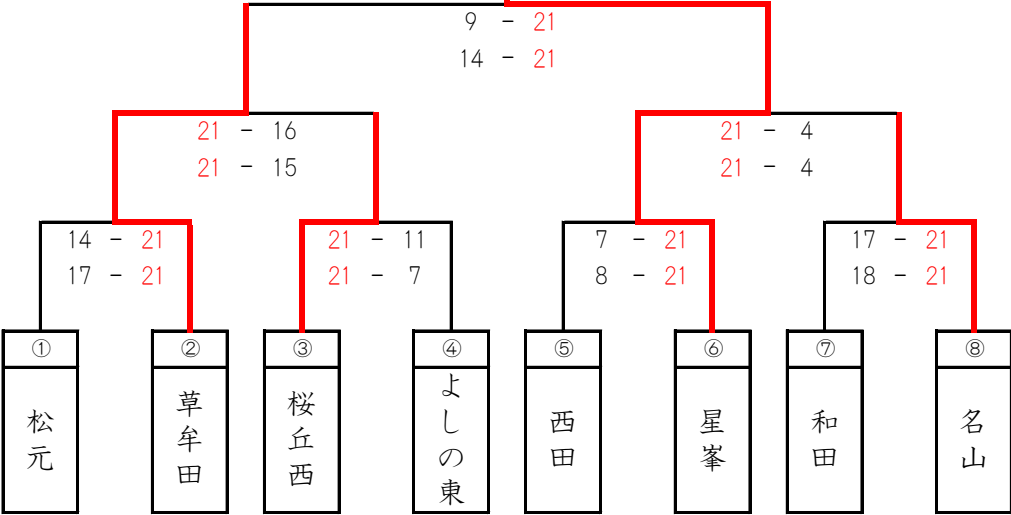 9 - 21
14 - 21
21 - 16
21 - 15
21 - 4
21 - 4
14 - 21
17 - 21
21 - 11
21 - 7
7 - 21
8 - 21
17 - 21
18 - 21
① ② ③ ④ ⑤ ⑥ ⑦ ⑧
松元
草牟田
桜丘西
よしの東
西田
星峯
和田
名山